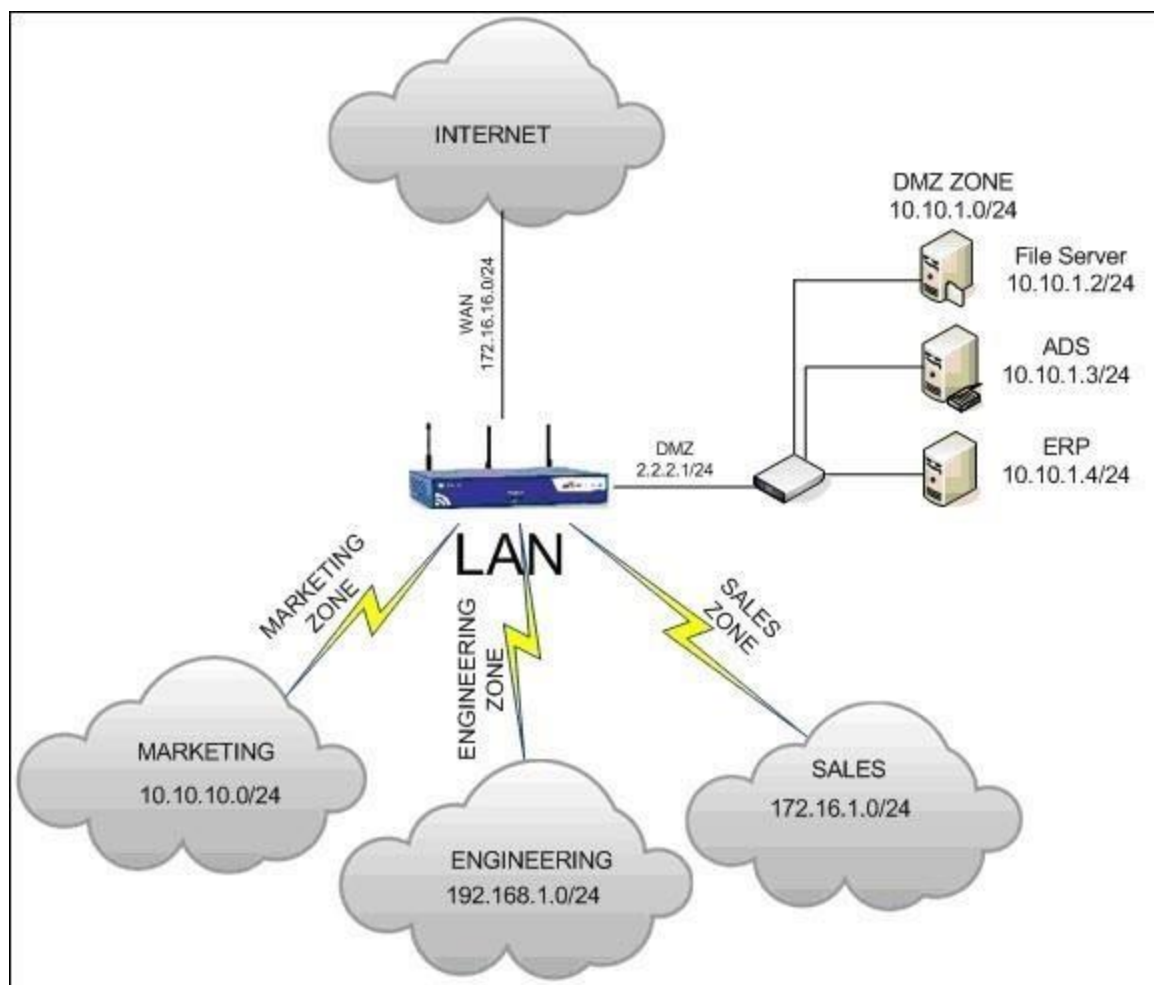 INTERNET
DMZ ZONE
10.10.1.0/24
File Server
10.10.1.2/24
WAN
172.16.16.0/24
ADS
10.10.1.3/24
DMZ
2.2.2.1/24
ERP
10.10.1.4/24
LAN
MARKETING
ZONE
ENGINEERING
ZONE
SALES
ZONE
MARKETING
10.10.10.0/24
SALES
172.16.1.0/24
ENGINEERING
192.168.1.0/24